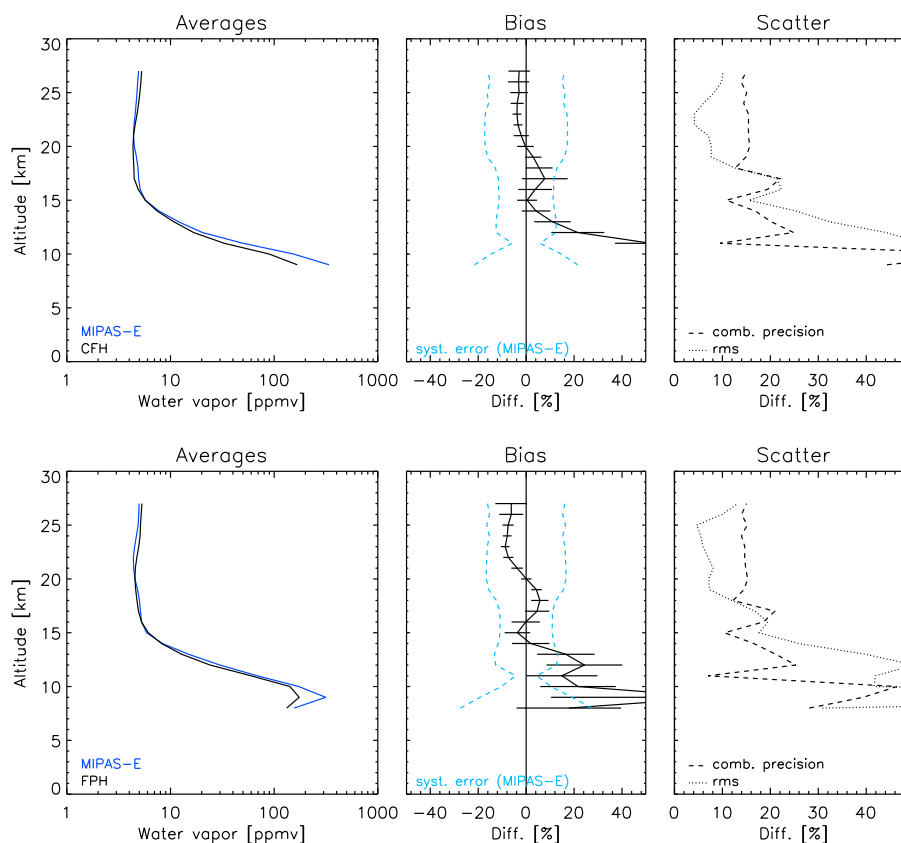 Averages
Bias
Scatter
30
25
20
15
10
5
0
Altitude [km]
MIPAS-E
CFH
syst. error (MIPAS-E)
comb. precision
rms
1 10 100 1000
-40 -20 0 20 40
0 10 20 30 40
Water vapor [ppmv]
Diff. [%]
Diff. [%]
Averages
Bias
Scatter
30
25
20
15
10
5
0
Altitude [km]
MIPAS-E
FPH
syst. error (MIPAS-E)
comb. precision
rms
1 10 100 1000
-40 -20 0 20 40
0 10 20 30 40
Water vapor [ppmv]
Diff. [%]
Diff. [%]